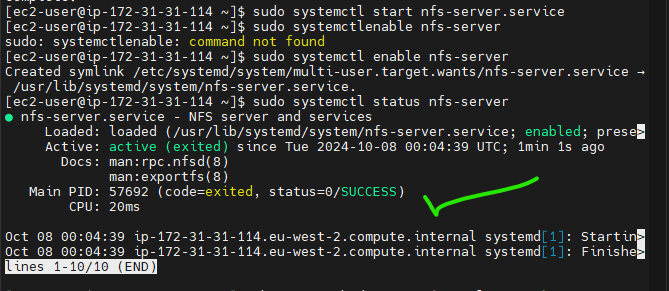 [ec2-user@ip-172-31-31-114 ~]$ sudo systemctl start nfs-server.service
[ec2-user@ip-172-31-31-114 ~]$ sudo systemctlenable nfs-server
sudo: systemctlenable: command not found
[ec2-user@ip-172-31-31-114 ~]$ sudo systemctl enable nfs-server
Created symlink /etc/systemd/system/multi-user.target.wants/nfs-server.service →
/usr/lib/systemd/system/nfs-server.service.
[ec2-user@ip-172-31-31-114 ~]$ sudo systemctl status nfs-server
● nfs-server.service - NFS server and services
Loaded: loaded (/usr/lib/systemd/system/nfs-server.service; enabled; prese>
Active: active (exited) since Tue 2024-10-08 00:04:39 UTC; 1min 1s ago
Docs: man:rpc.nfsd(8)
man:exportfs(8)
Main PID: 57692 (code=exited, status=0/SUCCESS)
CPU: 20ms
Oct 08 00:04:39 ip-172-31-31-114.eu-west-2.compute.internal systemd[1]: Startin>
Oct 08 00:04:39 ip-172-31-31-114.eu-west-2.compute.internal systemd[1]: Finishe>
lines 1-10/10 (END)